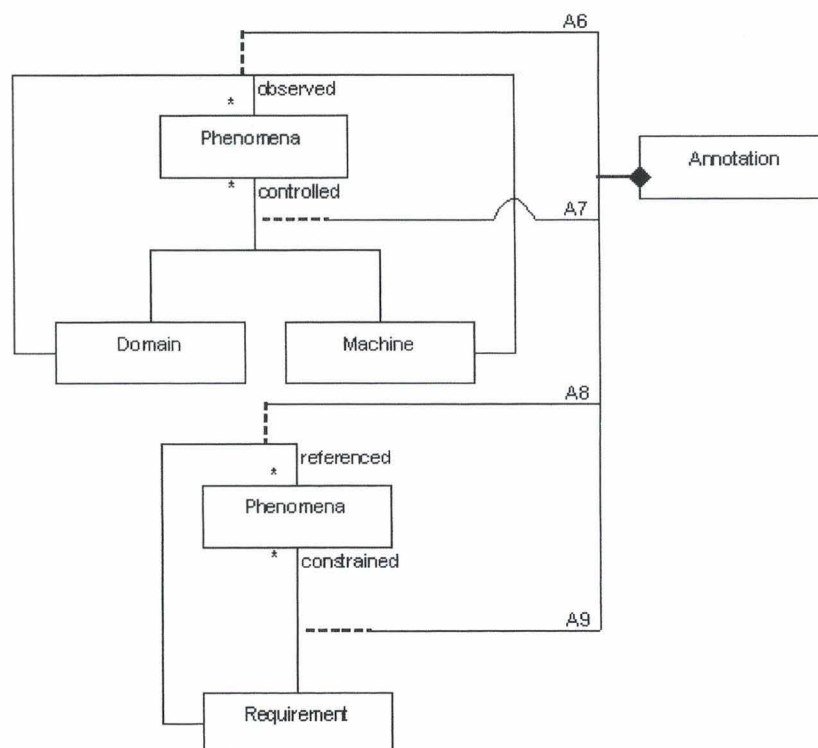 A6
observed
*
Phenomena
Annotation
*
controlled
A7
Domain
Machine
A8
referenced
*
Phenomena
*
constrained
A9
Requirement